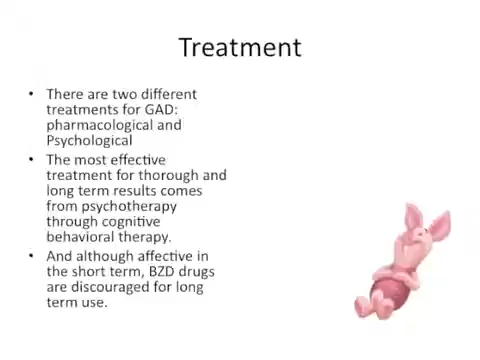 Treatment
• There are two different
treatments for GAD:
pharmacological and
Psychological
• The most effective
treatment for thorough and
long term results comes
from psychotherapy
through cognitive
behavioral therapy.
• And although affective in
the short term, BZD drugs
are discouraged for long
term use.